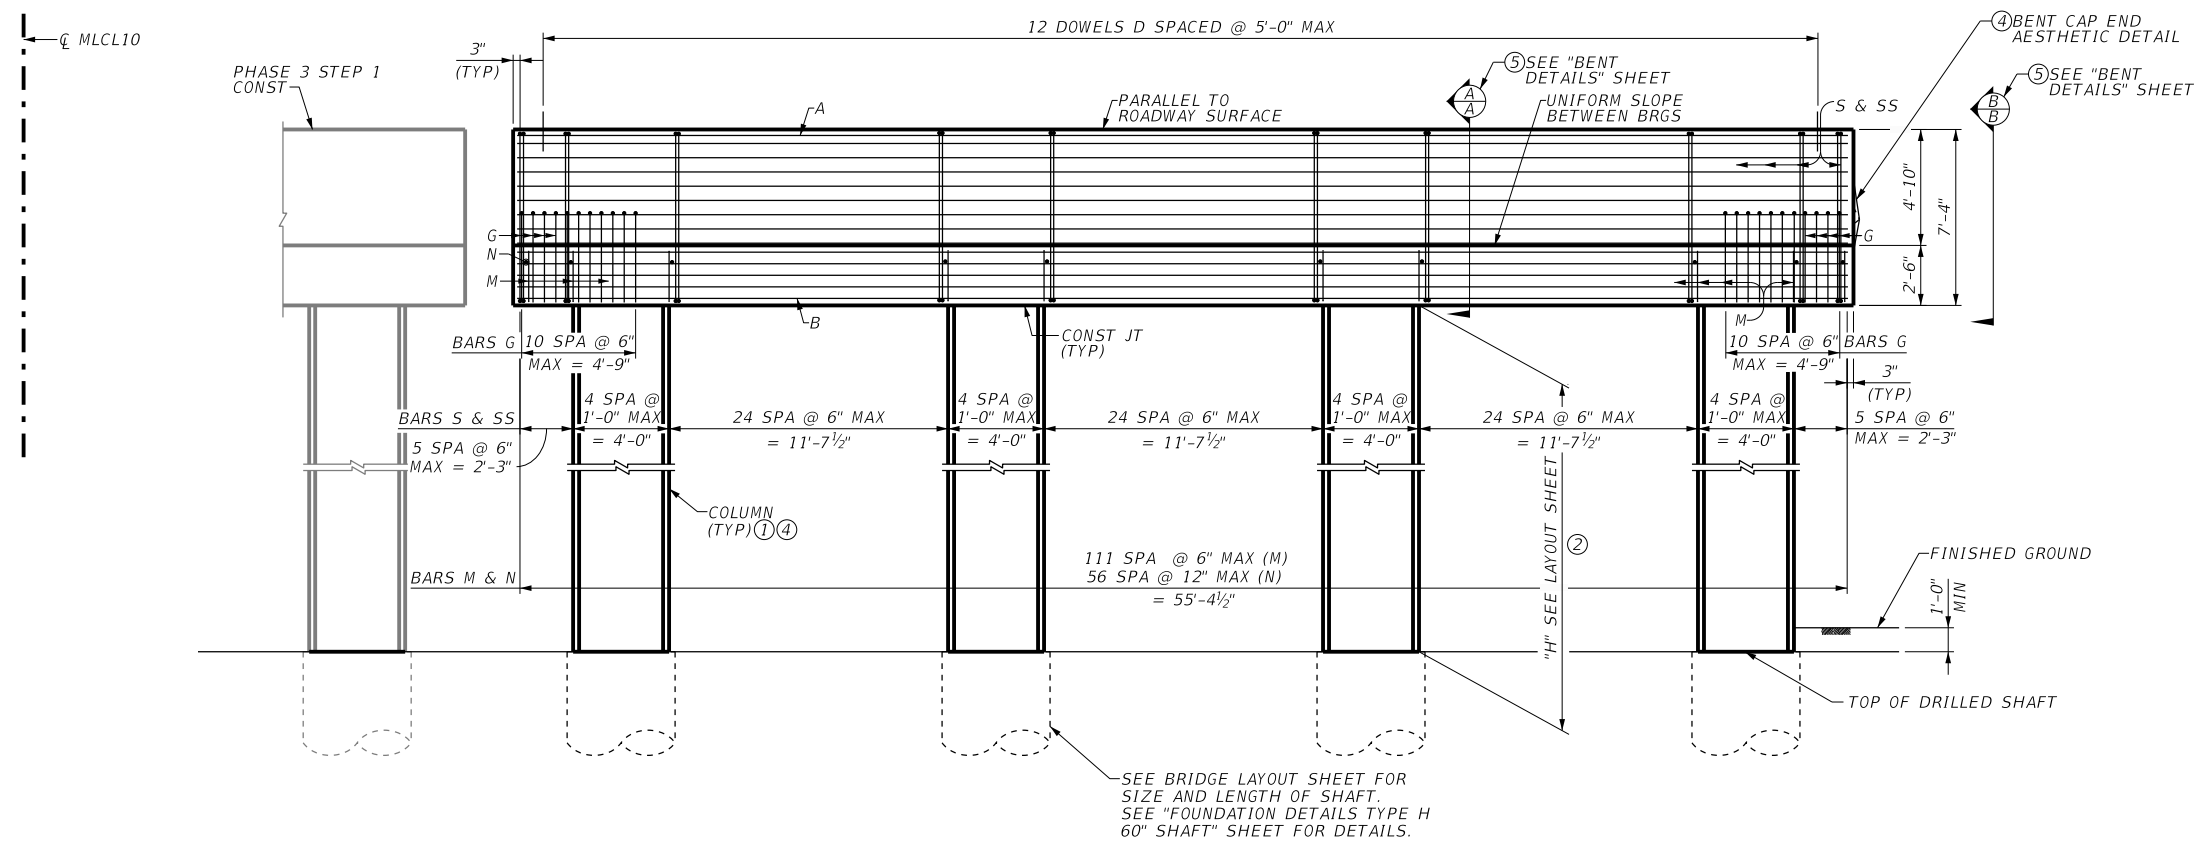 ℄ MLCL10
12 DOWELS D SPACED @ 5'-0" MAX
④ BENT CAP END
AESTHETIC DETAIL
3"
(TYP)
PHASE 3 STEP 1
CONST
⑤ SEE "BENT
DETAILS" SHEET
⑤ SEE "BENT
DETAILS" SHEET
A
A
B
B
A
PARALLEL TO
ROADWAY SURFACE
UNIFORM SLOPE
BETWEEN BRGS
S & SS
4'-10"
7'-4"
2'-6"
G
N
M
G
M
B
CONST JT
(TYP)
BARS G
10 SPA @ 6"
MAX = 4'-9"
10 SPA @ 6"
MAX = 4'-9"
BARS G
3"
(TYP)
BARS S & SS
5 SPA @ 6"
MAX = 2'-3"
4 SPA @
1'-0" MAX
= 4'-0"
24 SPA @ 6" MAX
= 11'-7½"
4 SPA @
1'-0" MAX
= 4'-0"
24 SPA @ 6" MAX
= 11'-7½"
4 SPA @
1'-0" MAX
= 4'-0"
24 SPA @ 6" MAX
= 11'-7½"
4 SPA @
1'-0" MAX
= 4'-0"
5 SPA @ 6"
MAX = 2'-3"
COLUMN
(TYP) ① ④
"H" SEE LAYOUT SHEET ②
BARS M & N
111 SPA @ 6" MAX (M)
56 SPA @ 12" MAX (N)
= 55'-4½"
FINISHED GROUND
1'-0"
MIN
TOP OF DRILLED SHAFT
SEE BRIDGE LAYOUT SHEET FOR
SIZE AND LENGTH OF SHAFT.
SEE "FOUNDATION DETAILS TYPE H
60" SHAFT" SHEET FOR DETAILS.